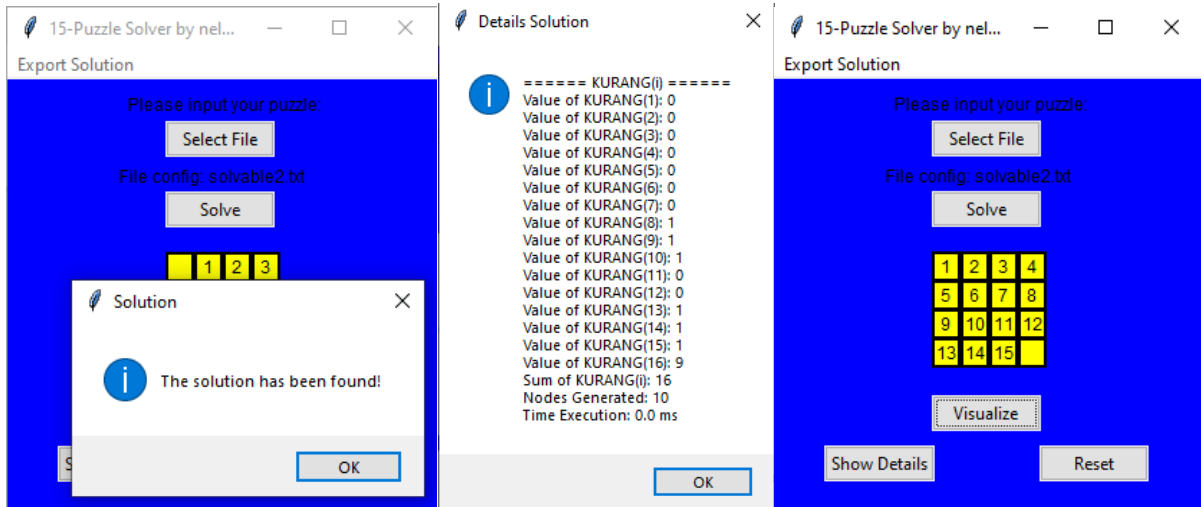 15-Puzzle Solver by nel...
Export Solution
Please input your puzzle:
Select File
File config: solvable2.txt
Solve
1 2 3
Solution
The solution has been found!
OK
S
Details Solution
====== KURANG(i) ======
Value of KURANG(1): 0
Value of KURANG(2): 0
Value of KURANG(3): 0
Value of KURANG(4): 0
Value of KURANG(5): 0
Value of KURANG(6): 0
Value of KURANG(7): 0
Value of KURANG(8): 1
Value of KURANG(9): 1
Value of KURANG(10): 1
Value of KURANG(11): 0
Value of KURANG(12): 0
Value of KURANG(13): 1
Value of KURANG(14): 1
Value of KURANG(15): 1
Value of KURANG(16): 9
Sum of KURANG(i): 16
Nodes Generated: 10
Time Execution: 0.0 ms
OK
15-Puzzle Solver by nel...
Export Solution
Please input your puzzle:
Select File
File config: solvable2.txt
Solve
1 2 3 4
5 6 7 8
9 10 11 12
13 14 15
Visualize
Show Details
Reset